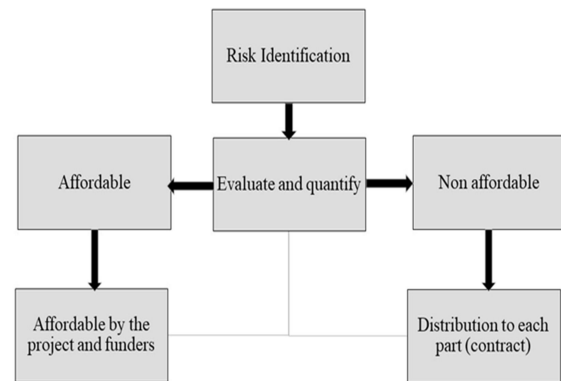 Risk Identification
Affordable
Evaluate and quantify
Non affordable
Affordable by the
project and funders
Distribution to each
part (contract)